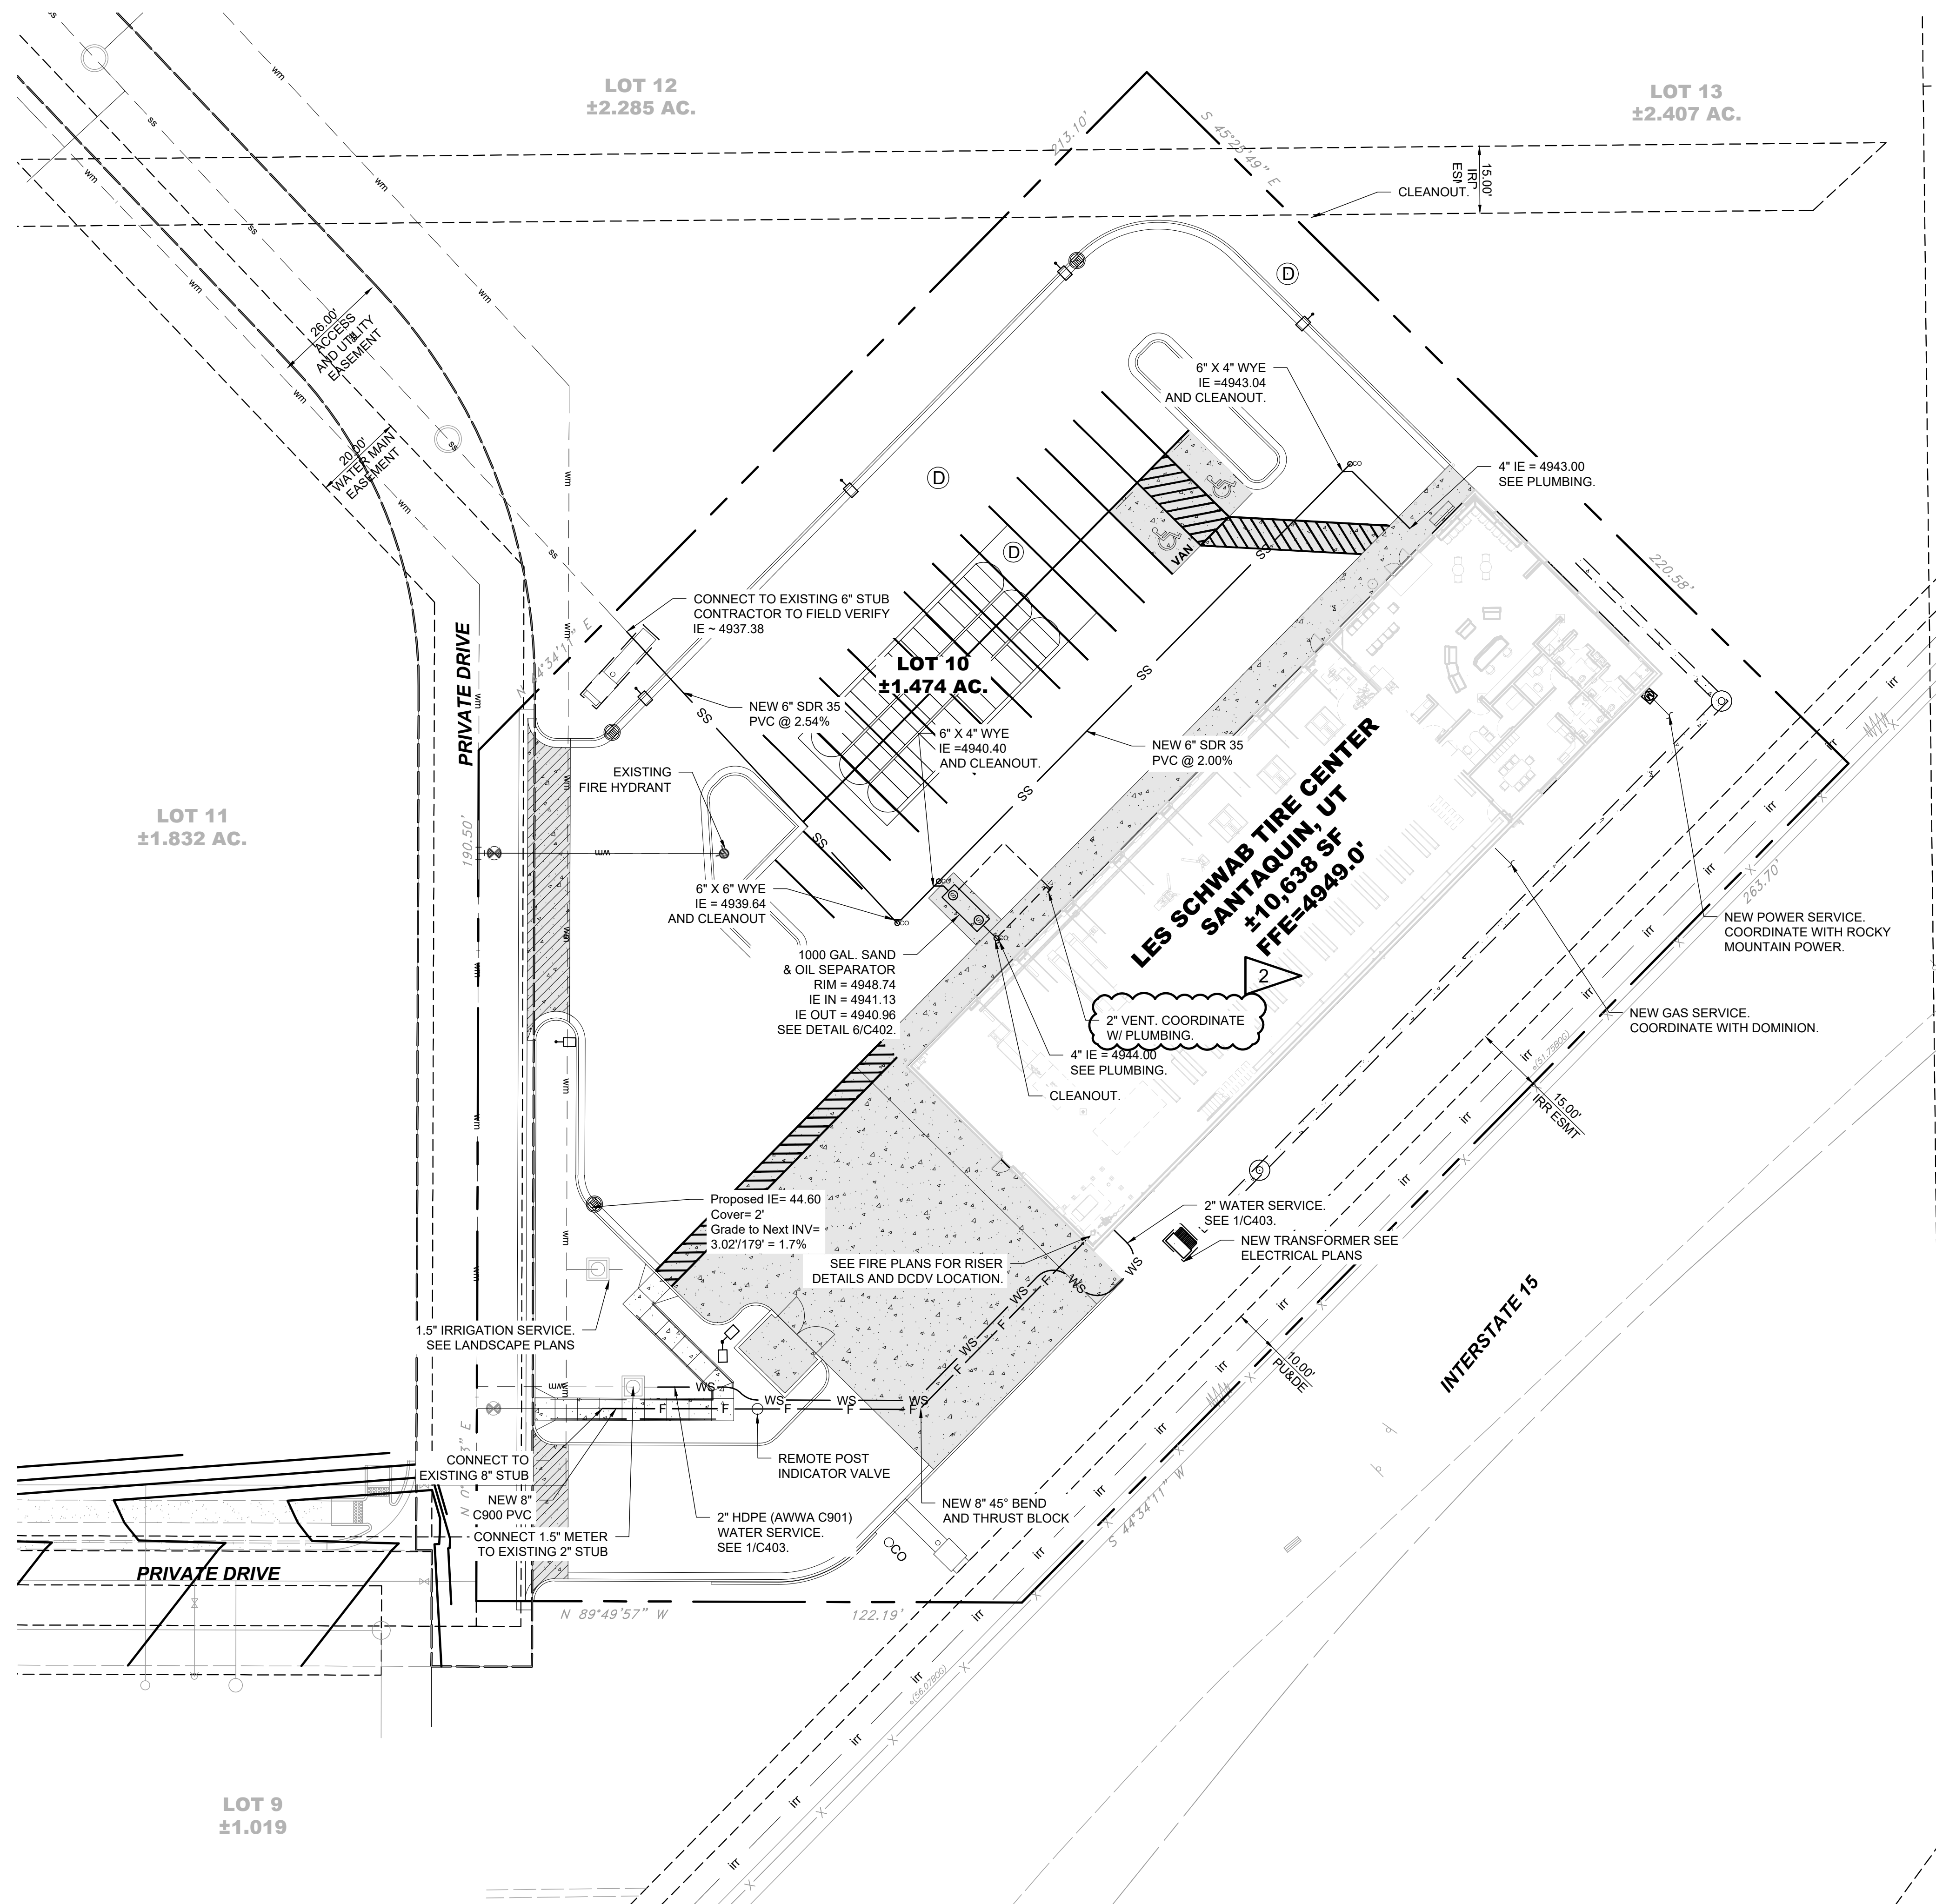 LOT 12
±2.285 AC.
LOT 13
±2.407 AC.
213.10'
S 45°25'49" E
15.00'
CLEANOUT.
26.00'
ACCESS
AND UTILITY
EASEMENT
20.00'
WATER MAIN
EASEMENT
6" X 4" WYE
IE =4943.04
AND CLEANOUT.
4" IE = 4943.00
SEE PLUMBING.
VAN
220.58'
CONNECT TO EXISTING 6" STUB
CONTRACTOR TO FIELD VERIFY
IE ~ 4937.38
PRIVATE DRIVE
LOT 10
±1.474 AC.
NEW 6" SDR 35
PVC @ 2.54%
6" X 4" WYE
IE =4940.40
AND CLEANOUT.
NEW 6" SDR 35
PVC @ 2.00%
EXISTING
FIRE HYDRANT
LOT 11
±1.832 AC.
190.50'
6" X 6" WYE
IE = 4939.64
AND CLEANOUT
LES SCHWAB TIRE CENTER
SANTAQUIN, UT
±10,638 SF
FFE=4949.0'
263.70'
NEW POWER SERVICE.
COORDINATE WITH ROCKY
MOUNTAIN POWER.
1000 GAL. SAND
& OIL SEPARATOR
RIM = 4948.74
IE IN = 4941.13
IE OUT = 4940.96
SEE DETAIL 6/C402.
2
2" VENT. COORDINATE
W/ PLUMBING.
NEW GAS SERVICE.
COORDINATE WITH DOMINION.
4" IE = 4944.00
SEE PLUMBING.
CLEANOUT.
15.00'
IRR ESMT
Proposed IE= 44.60
Cover= 2'
Grade to Next INV=
3.02'/179' = 1.7%
2" WATER SERVICE.
SEE 1/C403.
NEW TRANSFORMER SEE
ELECTRICAL PLANS
SEE FIRE PLANS FOR RISER
DETAILS AND DCDV LOCATION.
1.5" IRRIGATION SERVICE.
SEE LANDSCAPE PLANS
10.00'
PU&DE
INTERSTATE 15
CONNECT TO
EXISTING 8" STUB
REMOTE POST
INDICATOR VALVE
NEW 8"
C900 PVC
2" HDPE (AWWA C901)
WATER SERVICE.
SEE 1/C403.
NEW 8" 45° BEND
AND THRUST BLOCK
CONNECT 1.5" METER
TO EXISTING 2" STUB
S 44°34'11" W
CO
PRIVATE DRIVE
N 89°49'57" W
122.19'
LOT 9
±1.019